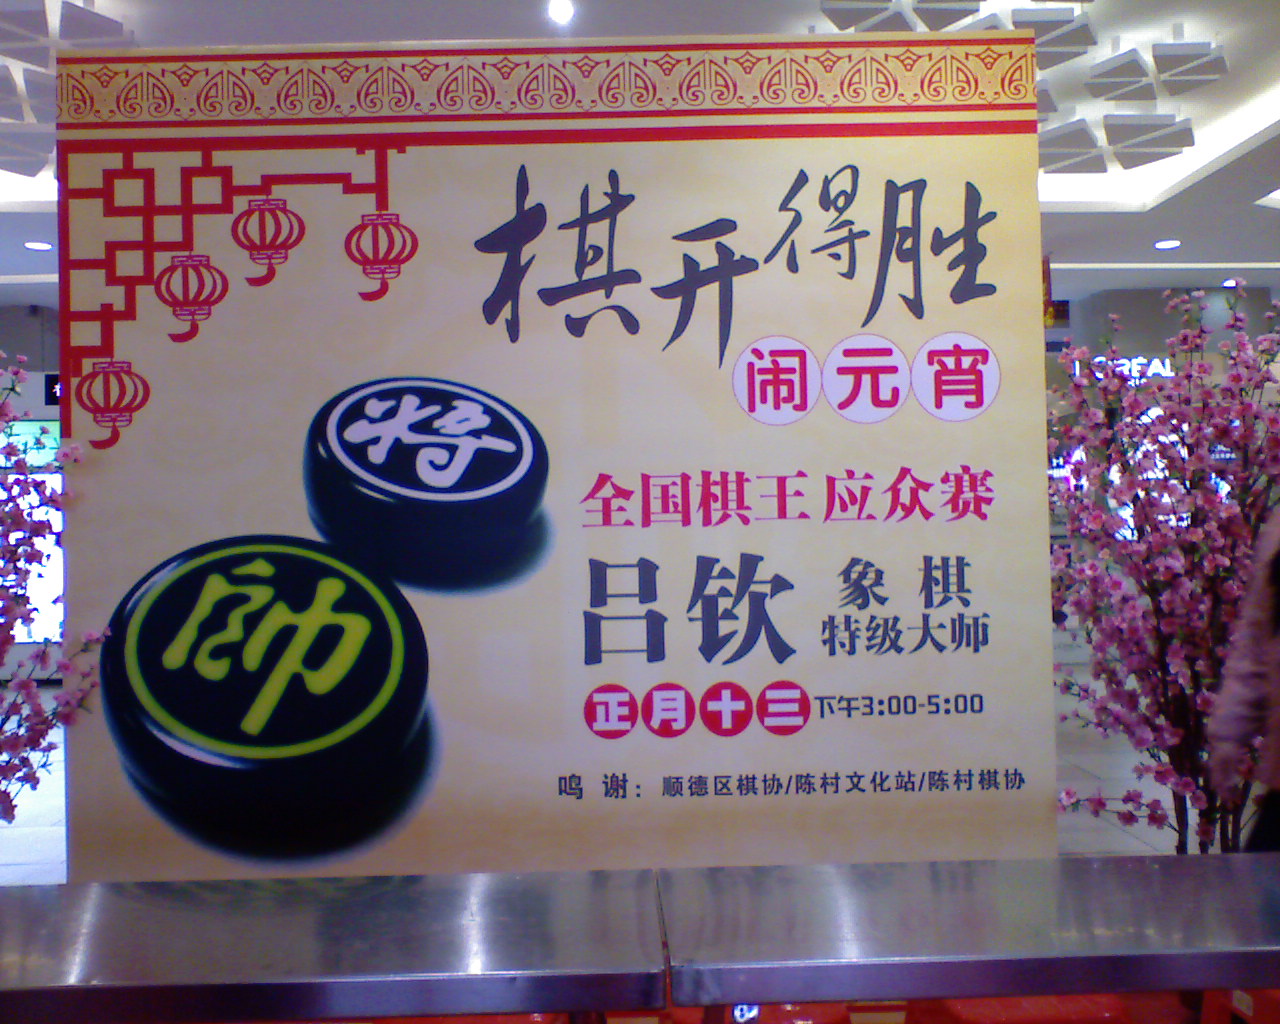 棋开得胜
闹元宵
将
帥
全国棋王 应众赛
吕钦 象棋
特级大师
正月十三 下午3:00-5:00
鸣 谢：顺德区棋协/陈村文化站/陈村棋协
L'ORÉAL